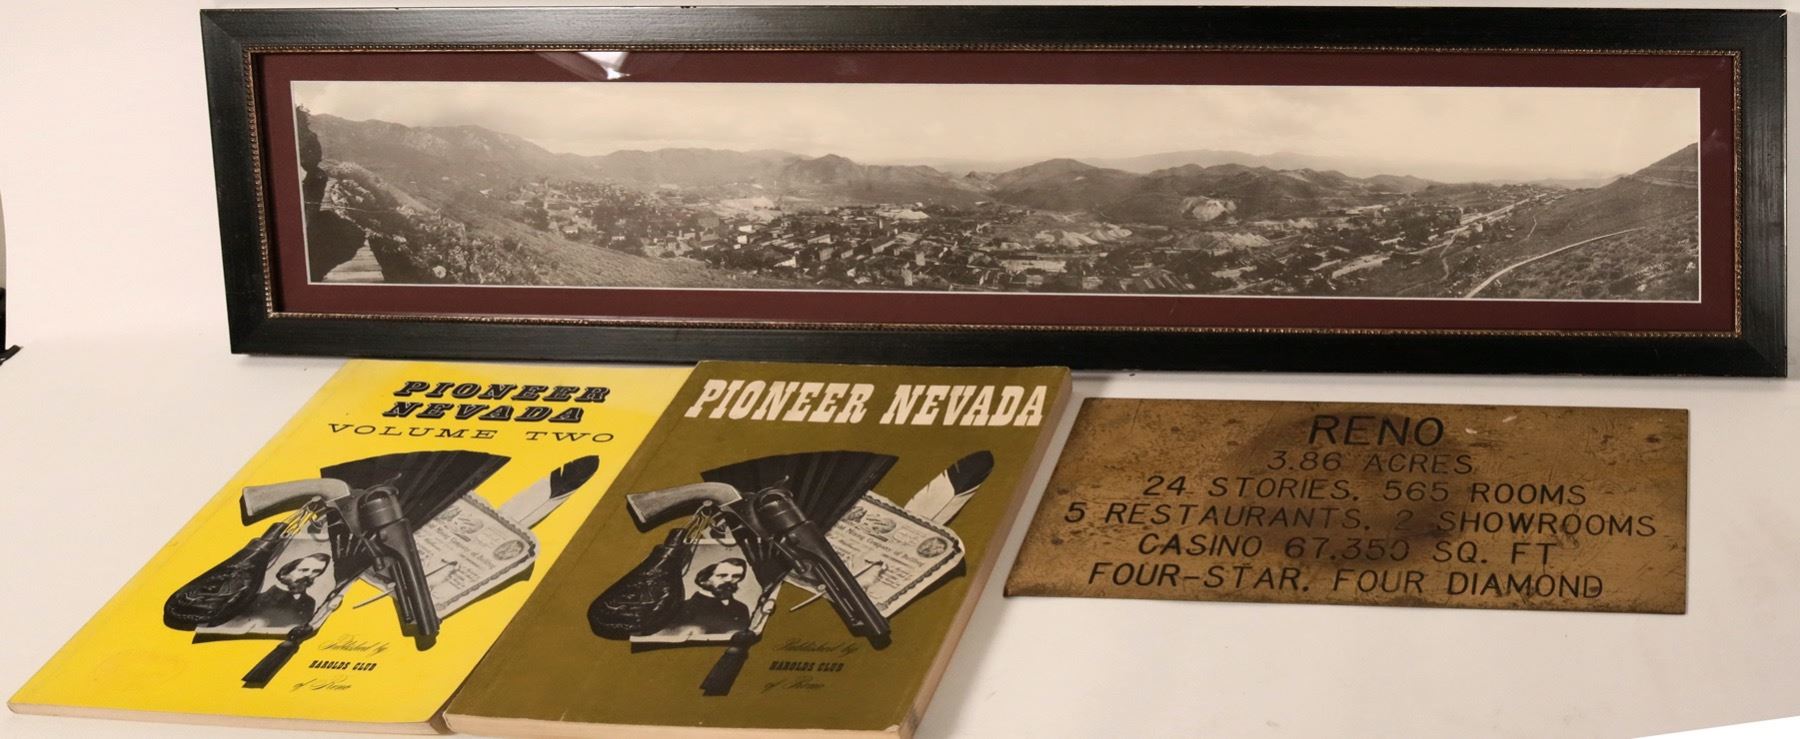 PIONEER
NEVADA
VOLUME TWO
Published by
HAROLDS CLUB
of Reno
PIONEER NEVADA
Published by
HAROLDS CLUB
of Reno
RENO
3.86 ACRES
24 STORIES, 565 ROOMS
5 RESTAURANTS, 2 SHOWROOMS
CASINO 67,350 SQ. FT
FOUR-STAR, FOUR DIAMOND